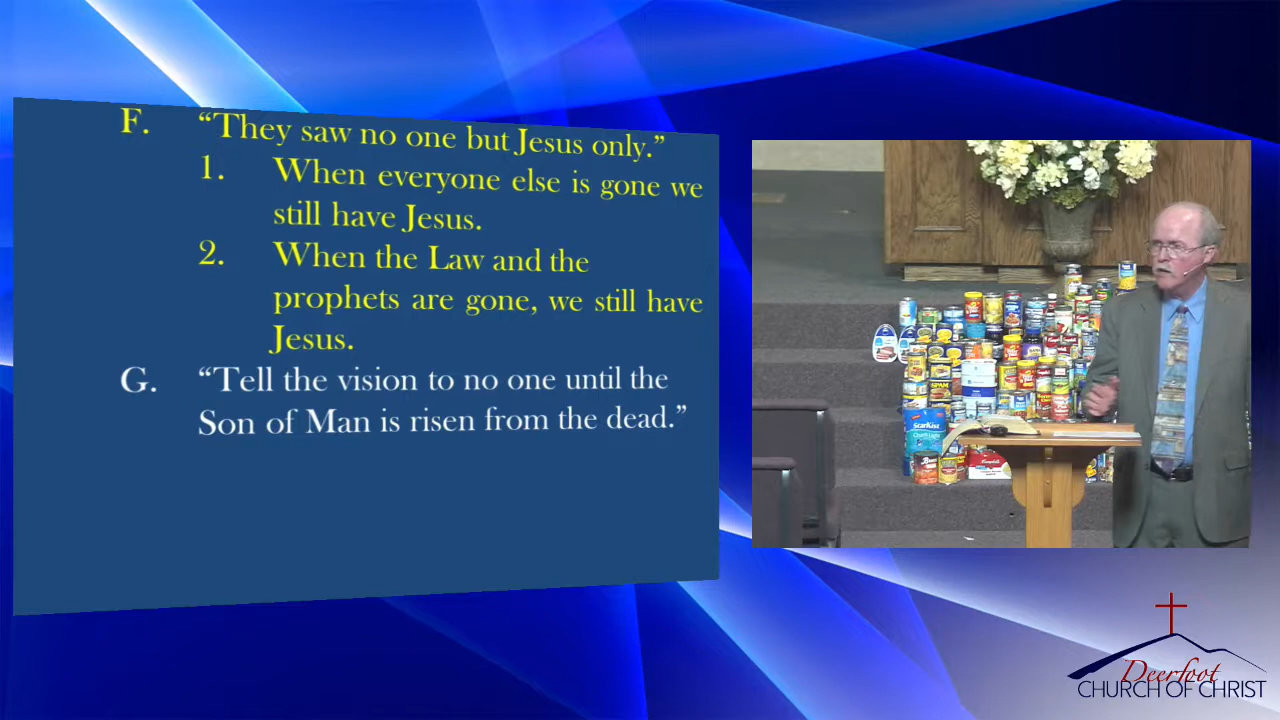 F. “They saw no one but Jesus only.”
1. When everyone else is gone we
still have Jesus.
2. When the Law and the
prophets are gone, we still have
Jesus.
G. “Tell the vision to no one until the
Son of Man is risen from the dead.”
StarKist
SPAM
Deerfoot
CHURCH OF CHRIST